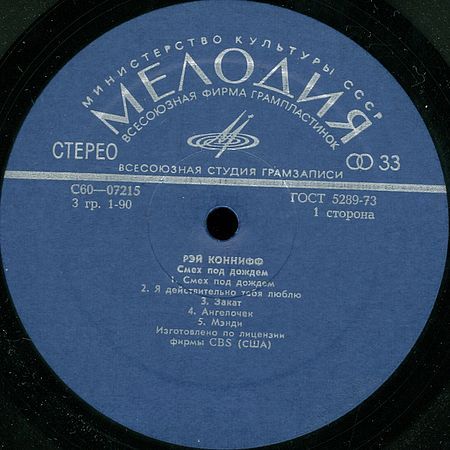 МИНИСТЕРСТВО КУЛЬТУРЫ СССР
МЕЛОДИЯ
ВСЕСОЮЗНАЯ ФИРМА ГРАМПЛАСТИНОК
СТЕРЕО
33
ВСЕСОЮЗНАЯ СТУДИЯ ГРАМЗАПИСИ
С60—07215
ГОСТ 5289-73
3 гр. 1-90
1 сторона
РЭЙ КОННИФФ
Смех под дождем
1. Смех под дождем
2. Я действительно тебя люблю
3. Закат
4. Ангелочек
5. Мэнди
Изготовлено по лицензии
фирмы CBS (США)